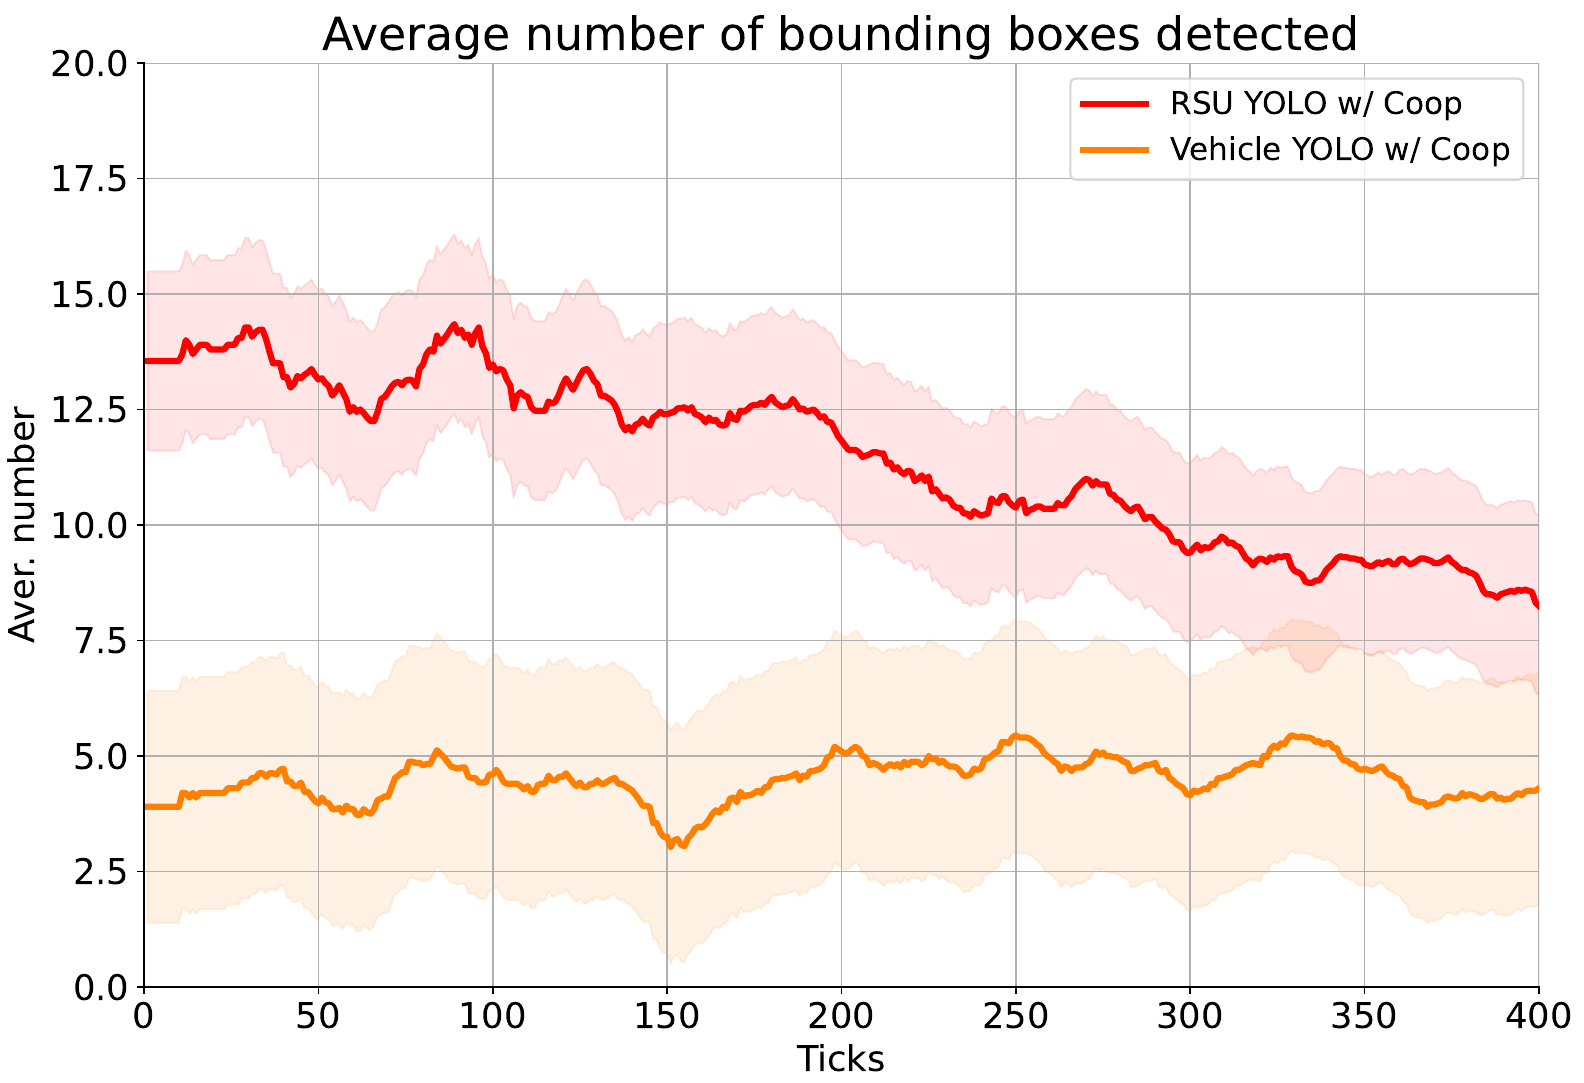 Average number of bounding boxes detected
20.0
17.5
15.0
12.5
10.0
7.5
5.0
2.5
0.0
Aver. number
RSU YOLO w/ Coop
Vehicle YOLO w/ Coop
0 50 100 150 200 250 300 350 400
Ticks